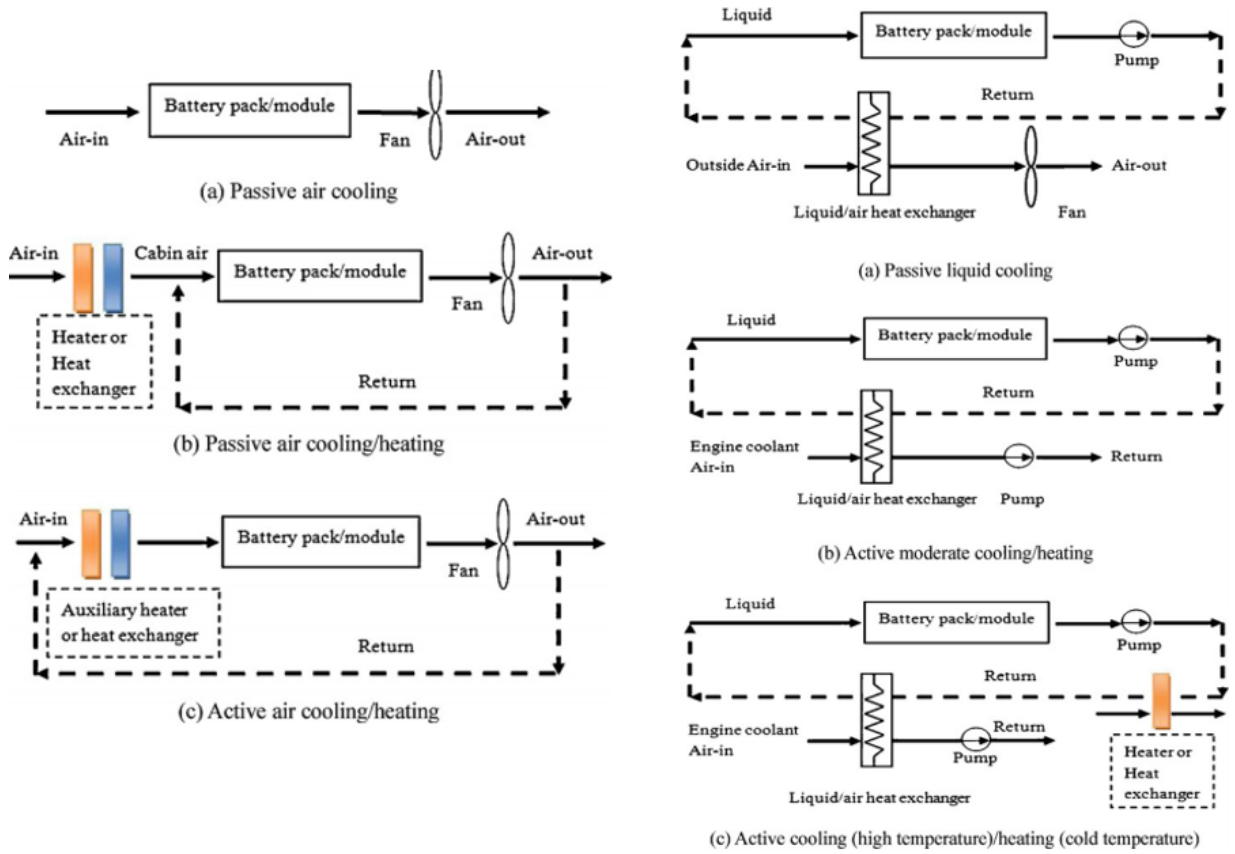 Battery pack/module
Air-in
Fan
Air-out
(a) Passive air cooling
Air-in
Cabin air
Air-out
Battery pack/module
Fan
Heater or
Heat
exchanger
Return
(b) Passive air cooling/heating
Air-in
Air-out
Battery pack/module
Fan
Auxiliary heater
or heat exchanger
Return
(c) Active air cooling/heating
Liquid
Battery pack/module
Pump
Return
Outside Air-in
Air-out
Liquid/air heat exchanger
Fan
(a) Passive liquid cooling
Liquid
Battery pack/module
Pump
Return
Engine coolant
Air-in
Return
Liquid/air heat exchanger
Pump
(b) Active moderate cooling/heating
Liquid
Battery pack/module
Pump
Return
Engine coolant
Air-in
Return
Pump
Heater or
Heat
exchanger
Liquid/air heat exchanger
(c) Active cooling (high temperature)/heating (cold temperature)